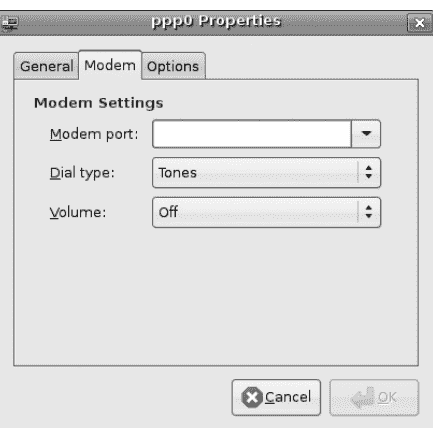 ppp0 Properties
General Modem Options
Modem Settings
Modem port:
Dial type: Tones
Volume: Off
Cancel OK